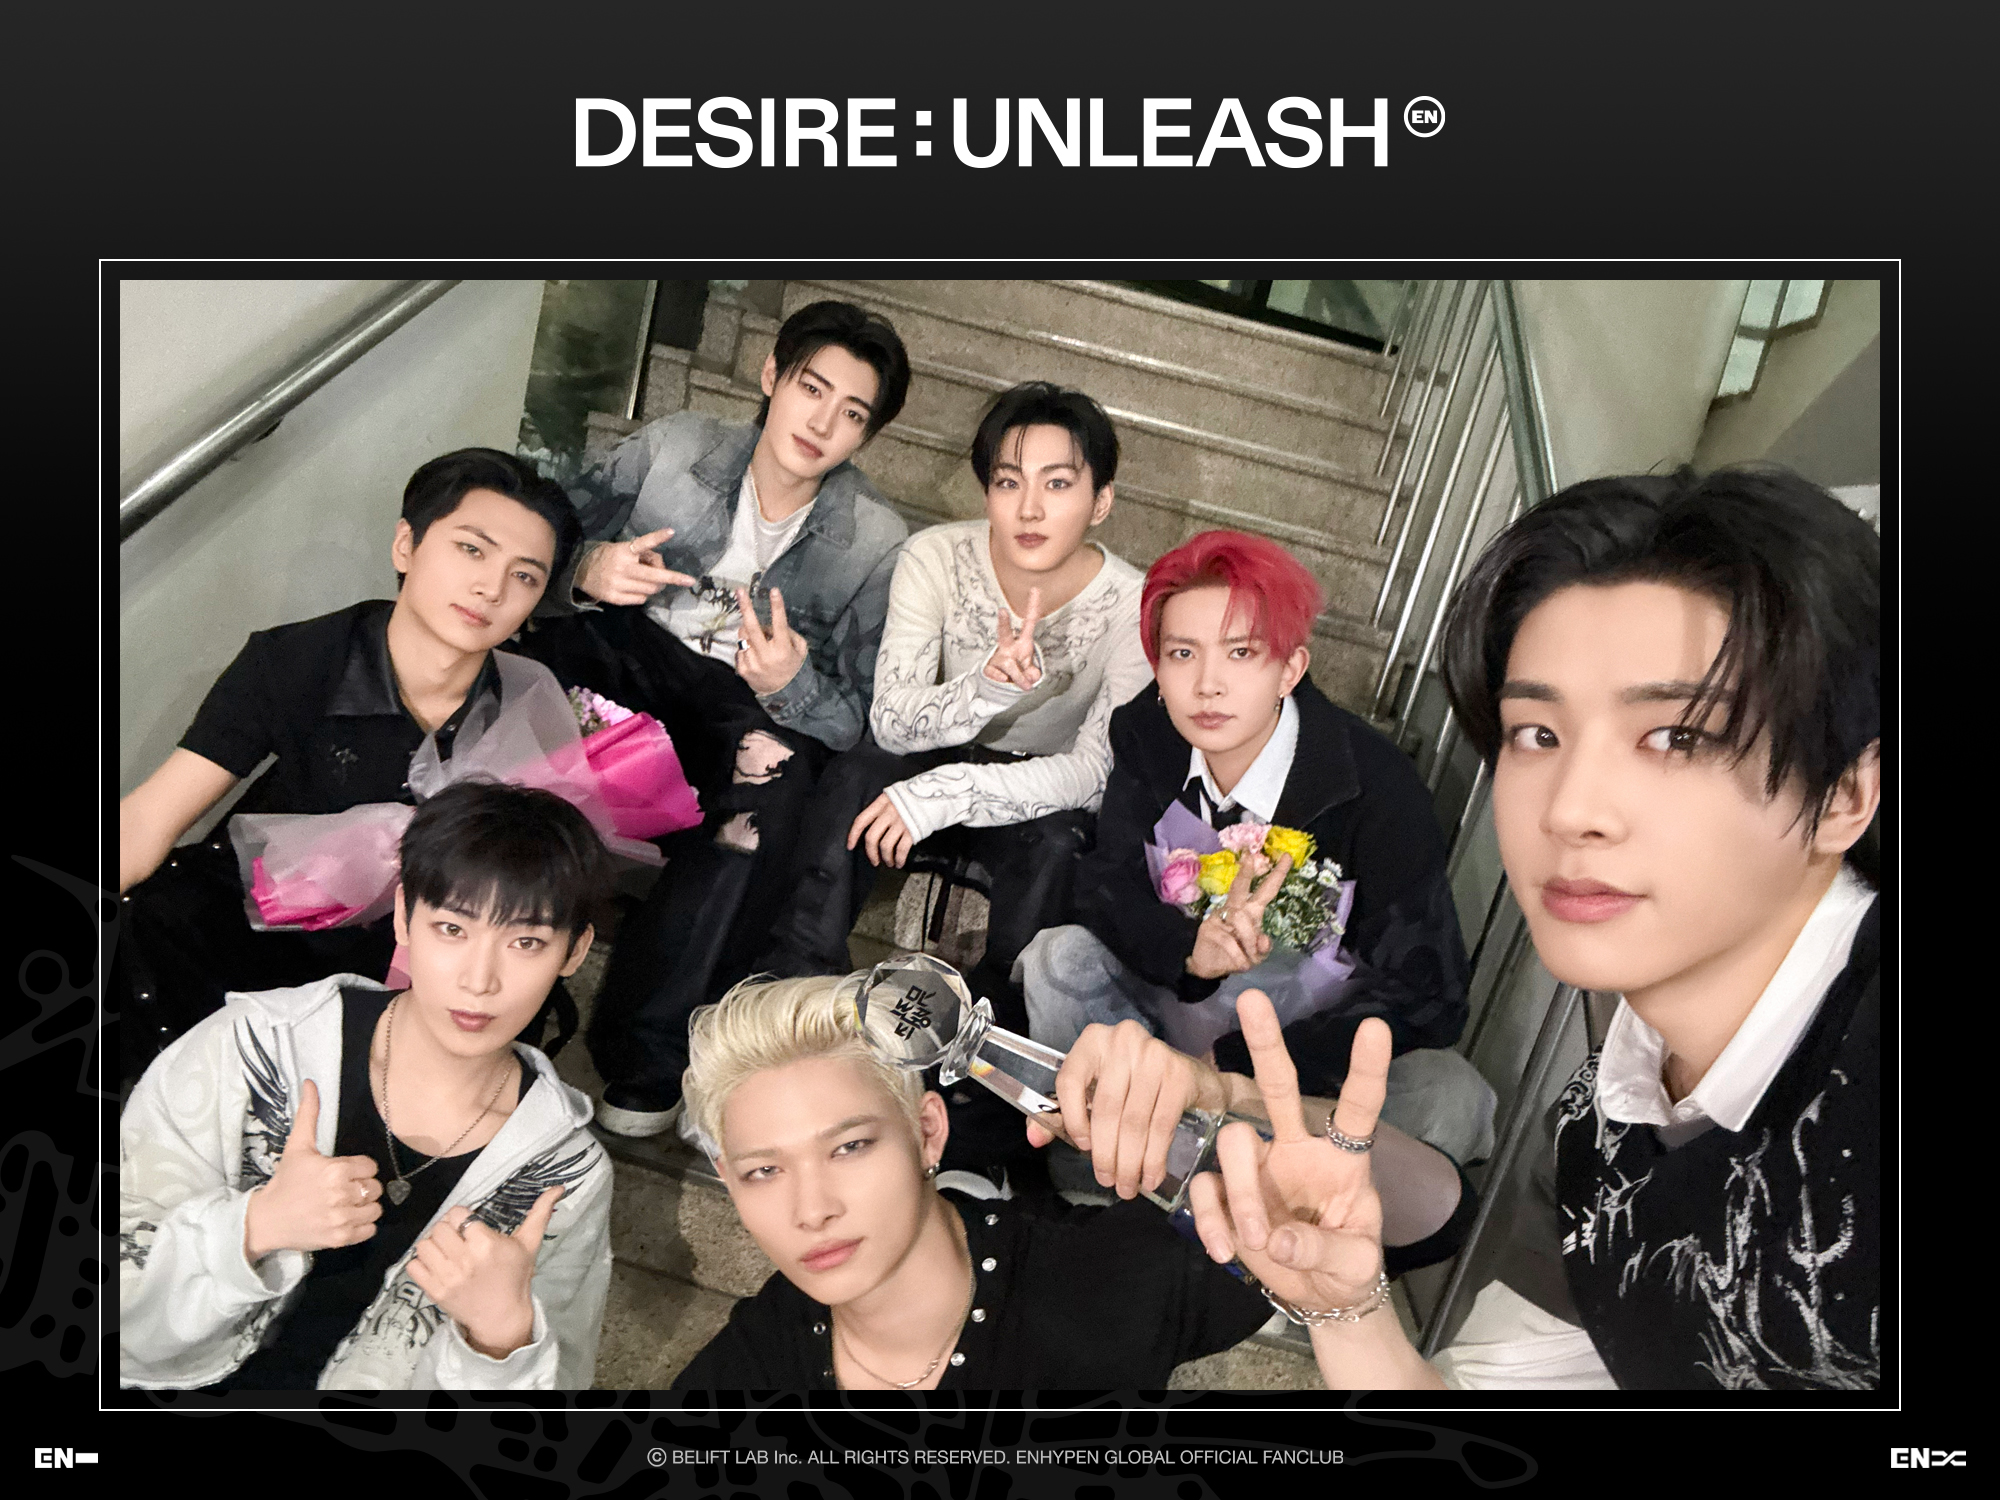 DESIRE : UNLEASH EN
EN-
ⓒ BELIFT LAB Inc. ALL RIGHTS RESERVED. ENHYPEN GLOBAL OFFICIAL FANCLUB
EN